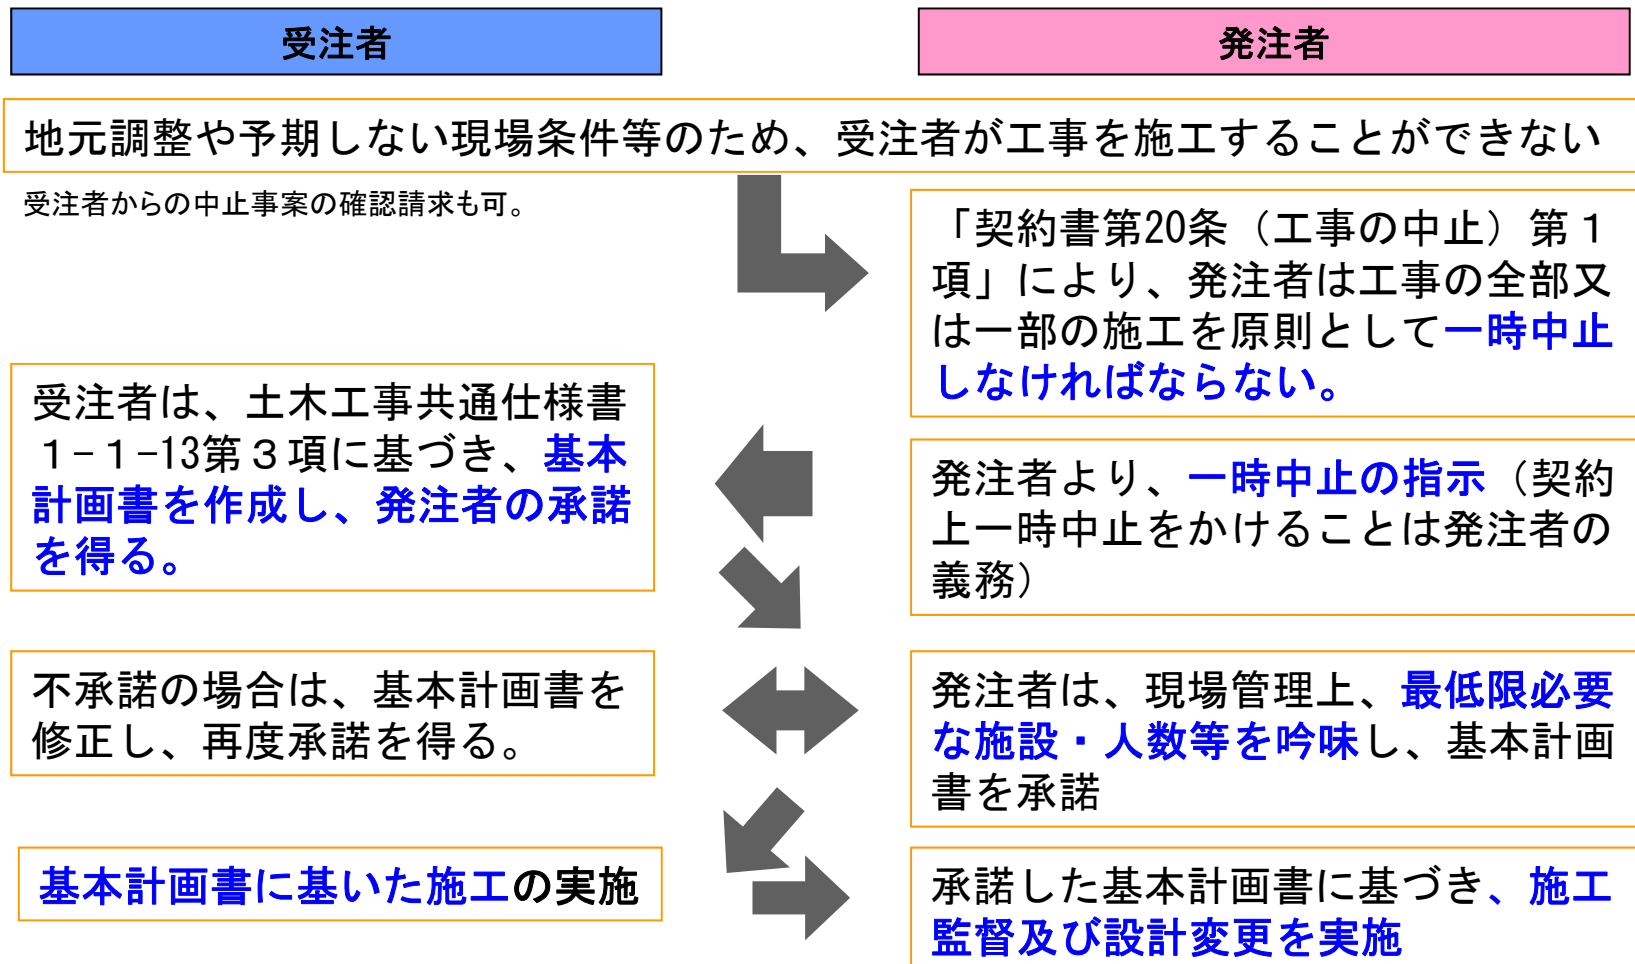 受注者
発注者
地元調整や予期しない現場条件等のため、受注者が工事を施工することができない
受注者からの中止事案の確認請求も可。
「契約書第20条（工事の中止）第１
項」により、発注者は工事の全部又
は一部の施工を原則として一時中止
しなければならない。
受注者は、土木工事共通仕様書
１−１−13第３項に基づき、基本
計画書を作成し、発注者の承諾
を得る。
発注者より、一時中止の指示（契約
上一時中止をかけることは発注者の
義務）
不承諾の場合は、基本計画書を
修正し、再度承諾を得る。
発注者は、現場管理上、最低限必要
な施設・人数等を吟味し、基本計画
書を承諾
基本計画書に基いた施工の実施
承諾した基本計画書に基づき、施工
監督及び設計変更を実施